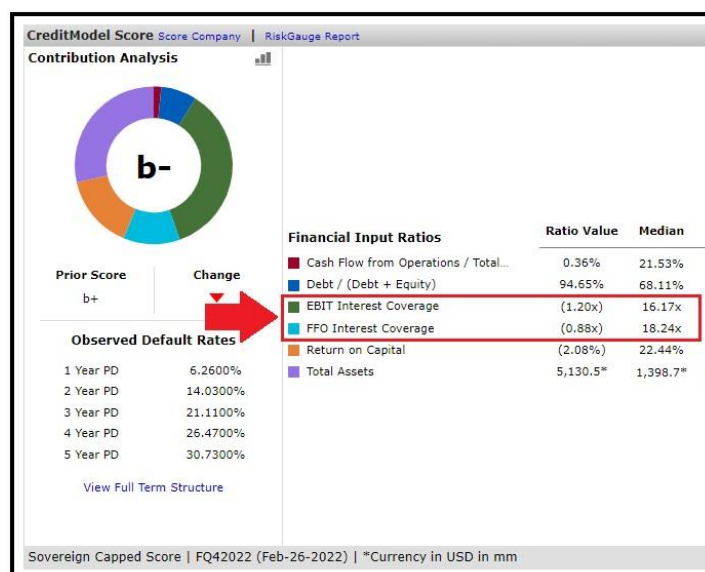 CreditModel Score Score Company | RiskGauge Report
Contribution Analysis
b-
Prior Score Change
b+
Observed Default Rates
1 Year PD 6.2600%
2 Year PD 14.0300%
3 Year PD 21.1100%
4 Year PD 26.4700%
5 Year PD 30.7300%
View Full Term Structure
Financial Input Ratios Ratio Value Median
Cash Flow from Operations / Total... 0.36% 21.53%
Debt / (Debt + Equity) 94.65% 68.11%
EBIT Interest Coverage (1.20x) 16.17x
FFO Interest Coverage (0.88x) 18.24x
Return on Capital (2.08%) 22.44%
Total Assets 5,130.5* 1,398.7*
Sovereign Capped Score | FQ42022 (Feb-26-2022) | *Currency in USD in mm